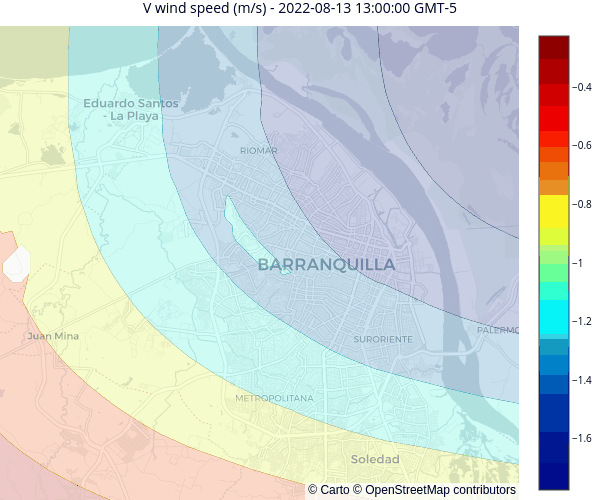 V wind speed (m/s) - 2022-08-13 13:00:00 GMT-5
Eduardo Santos
- La Playa
RIOMAR
BARRANQUILLA
SURORIENTE
PALERMO
Juan Mina
METROPOLITANA
Soledad
© Carto © OpenStreetMap contributors
−0.4
−0.6
−0.8
−1
−1.2
−1.4
−1.6